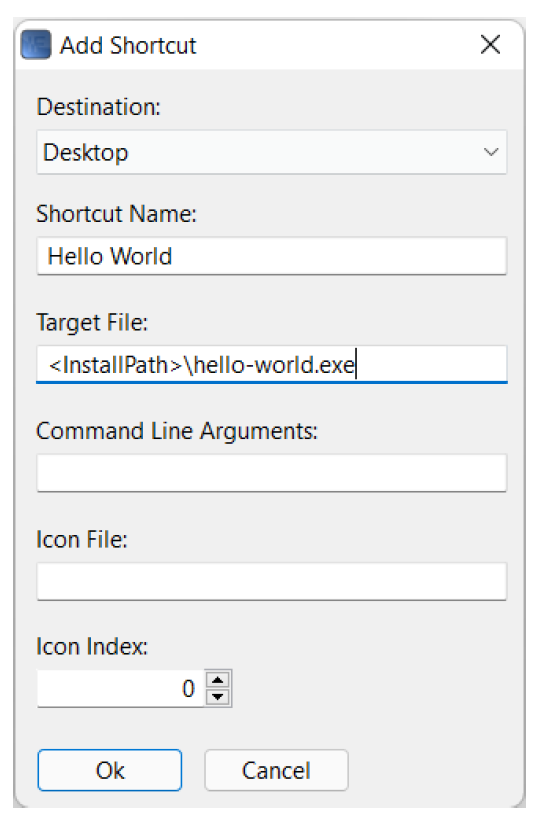 Add Shortcut
Destination:
Desktop
Shortcut Name:
Hello World
Target File:
<InstallPath>\hello-world.exe
Command Line Arguments:
Icon File:
Icon Index:
0
Ok Cancel